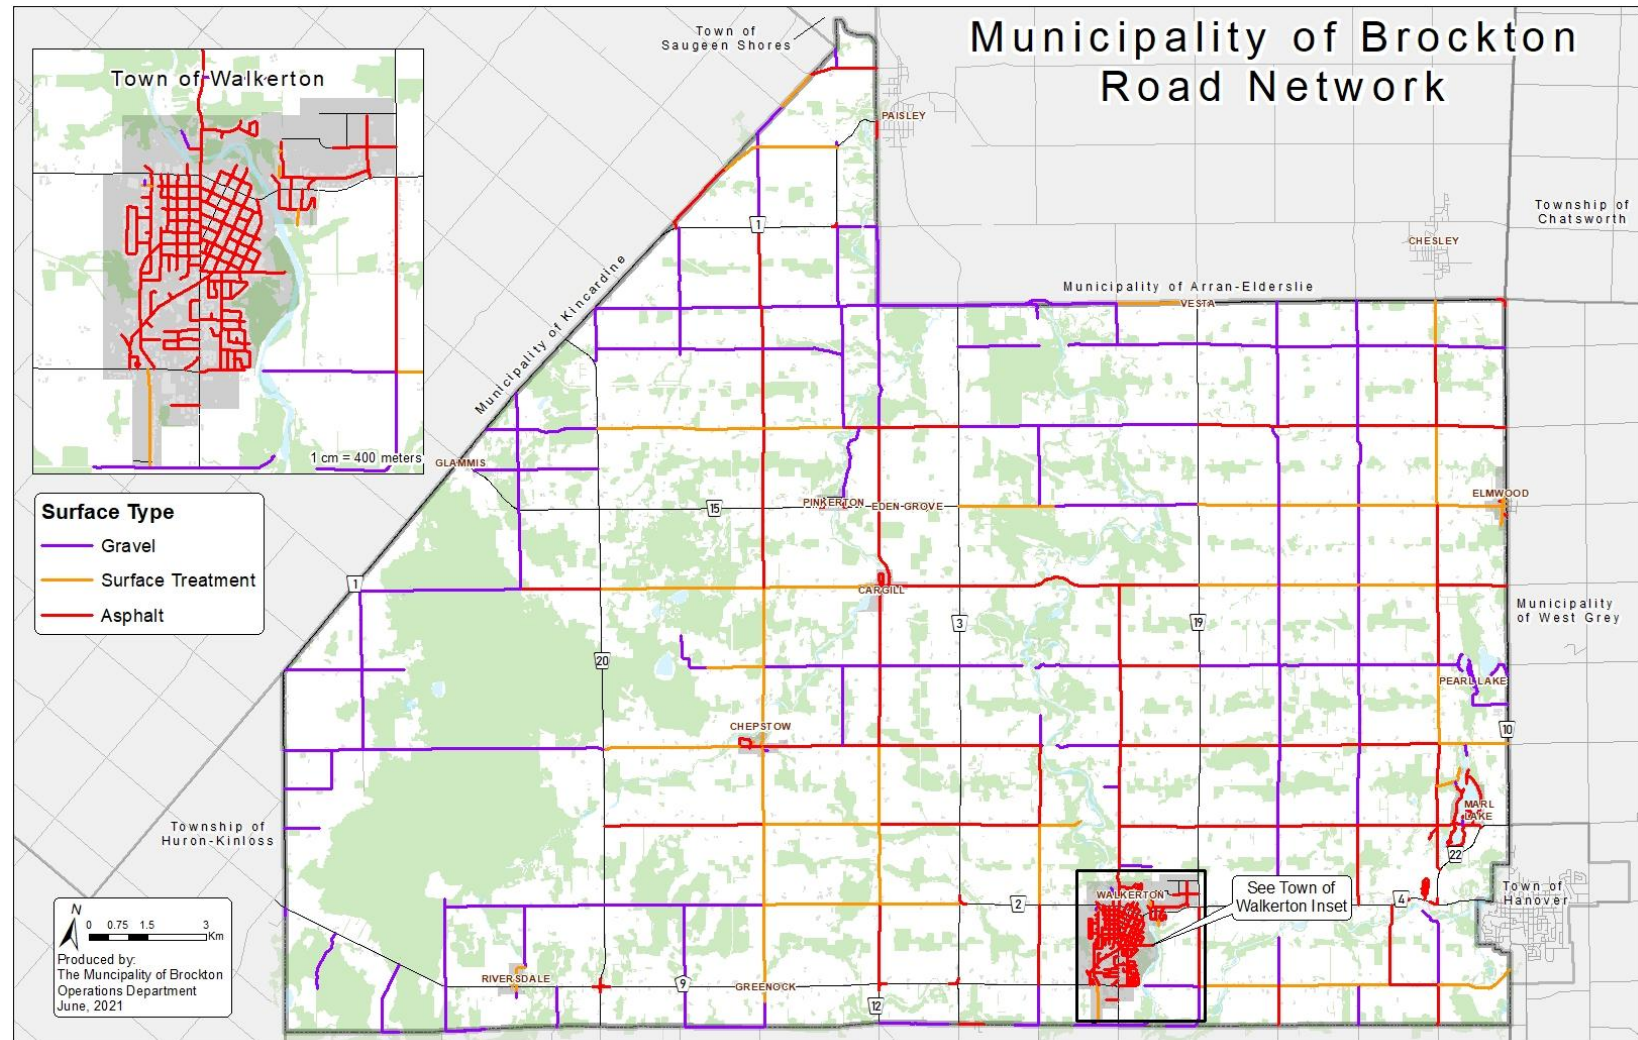 Municipality of Brockton
Road Network
Town of
Saugeen Shores
Town of Walkerton
1 cm = 400 meters
PAISLEY
Township of
Chatsworth
CHESLEY
Municipality of Arran-Elderslie
VESTA
Municipality of Kincardine
1
GLAMMIS
Surface Type
Gravel
Surface Treatment
Asphalt
15
PINKERTON
EDEN-GROVE
ELMWOOD
1
CARGILL
3
19
Municipality
of West Grey
20
PEARL LAKE
CHEPSTOW
10
MARL
LAKE
22
Township of
Huron-Kinloss
WALKERTON
See Town of
Walkerton Inset
2
4
Town of
Hanover
N
0 0.75 1.5 3
Km
Produced by:
The Muncipality of Brockton
Operations Department
June, 2021
RIVERSDALE
9
GREENOCK
12